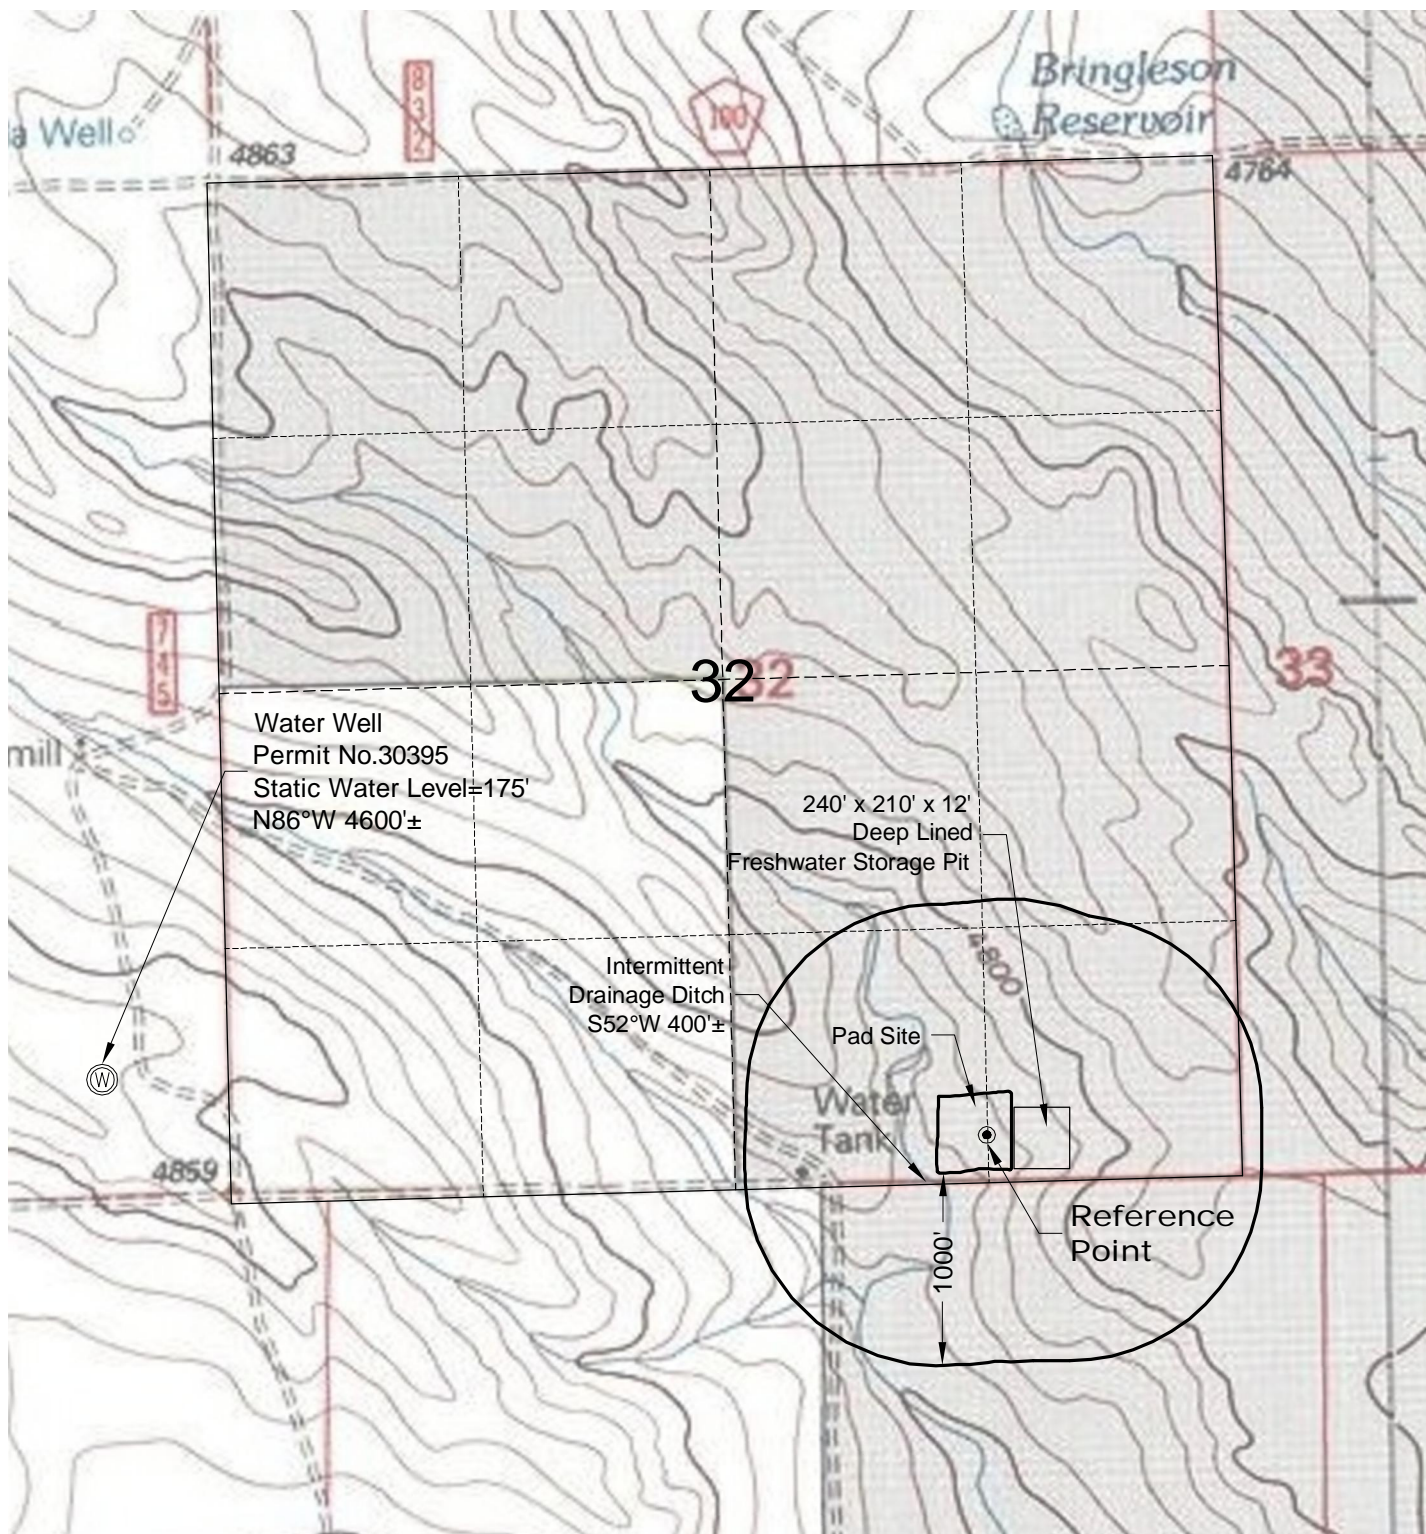 Bringleson
Reservoir
832
100
a Well
4863
4764
32
32
33
745
mill
Water Well
Permit No.30395
Static Water Level=175'
N86°W 4600'±
240' x 210' x 12'
Deep Lined
Freshwater Storage Pit
4800
Intermittent
Drainage Ditch
S52°W 400'±
Pad Site
W
Water
Tank
4859
Reference
Point
1000'